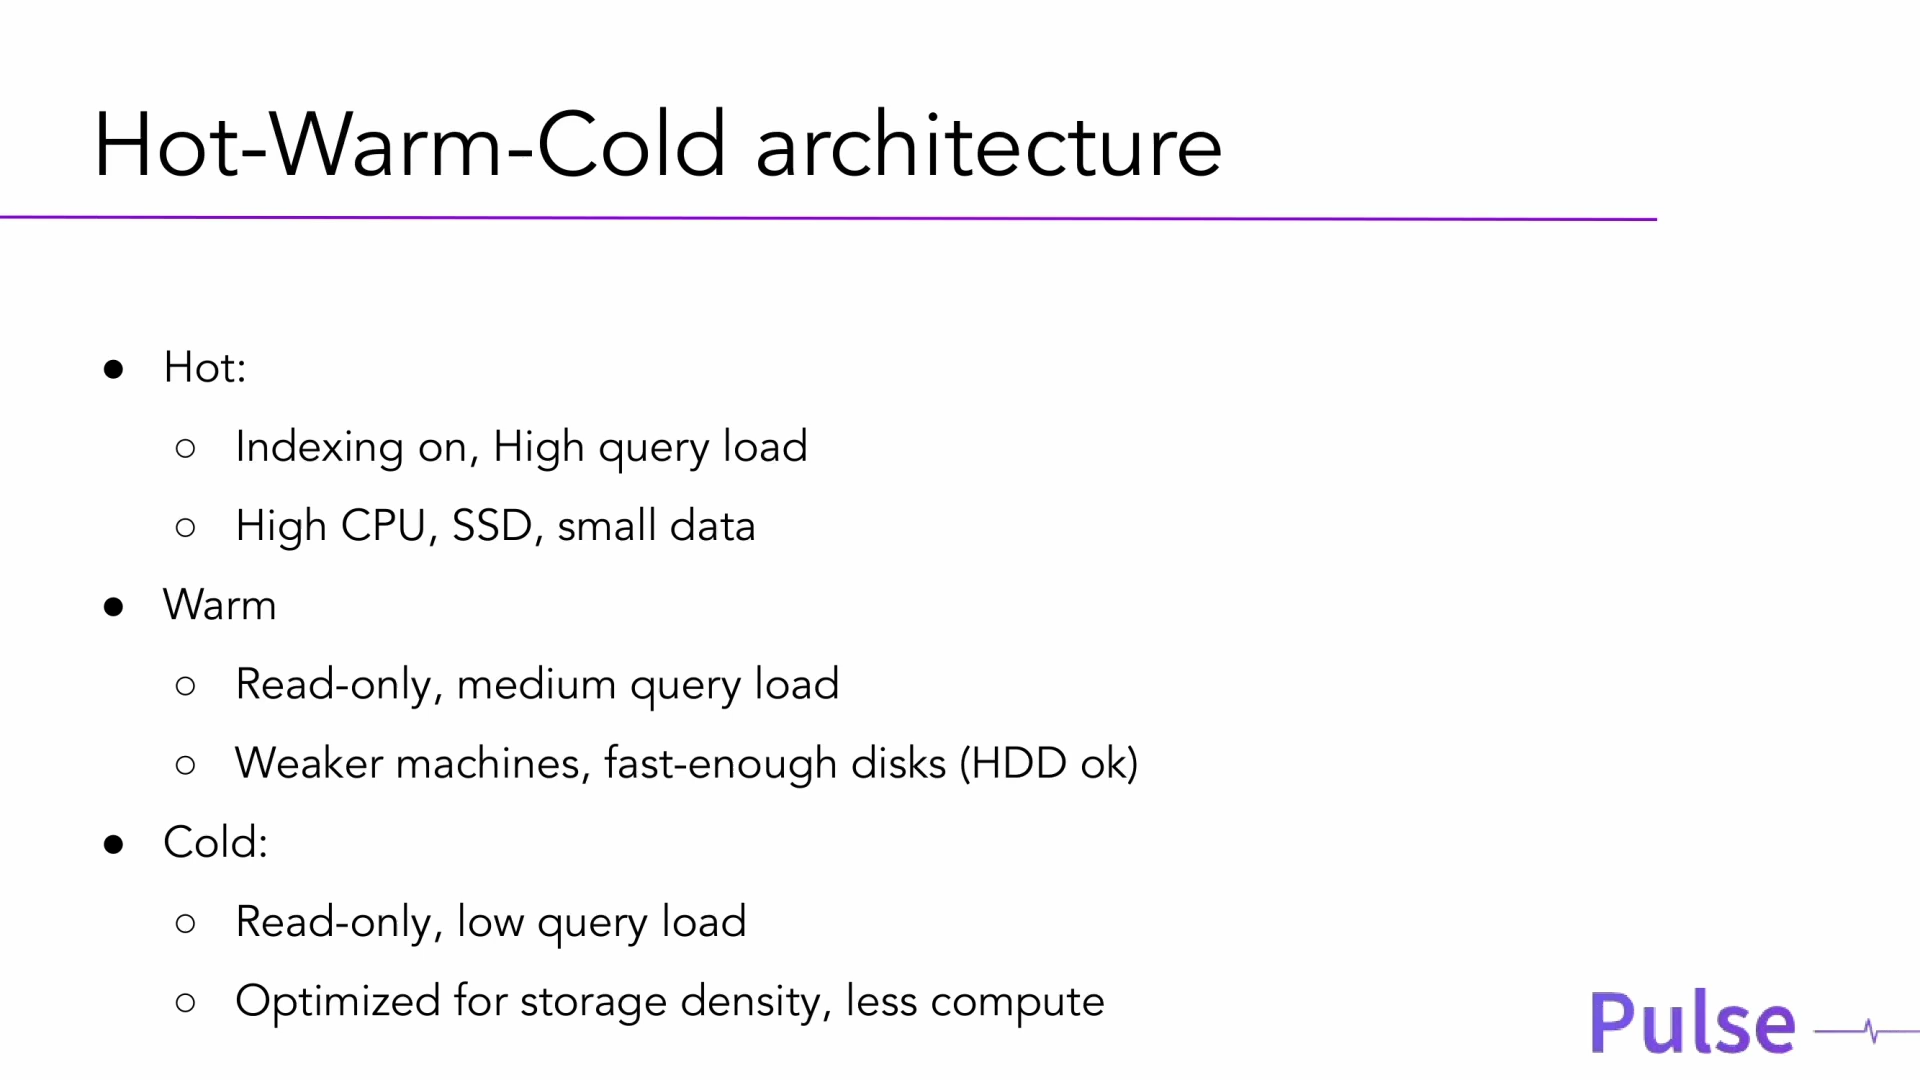 Hot-Warm-Cold architecture
● Hot:
○ Indexing on, High query load
○ High CPU, SSD, small data
● Warm
○ Read-only, medium query load
○ Weaker machines, fast-enough disks (HDD ok)
● Cold:
○ Read-only, low query load
○ Optimized for storage density, less compute
Pulse